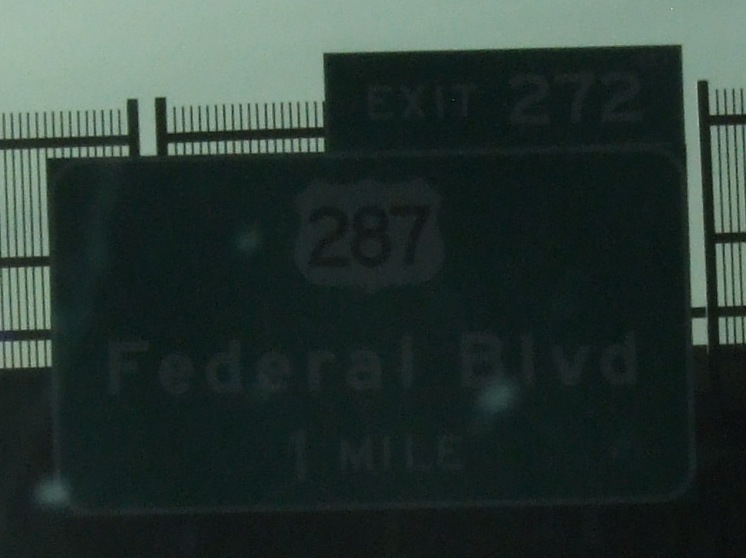 EXIT 272
287
Federal Blvd
1 MILE